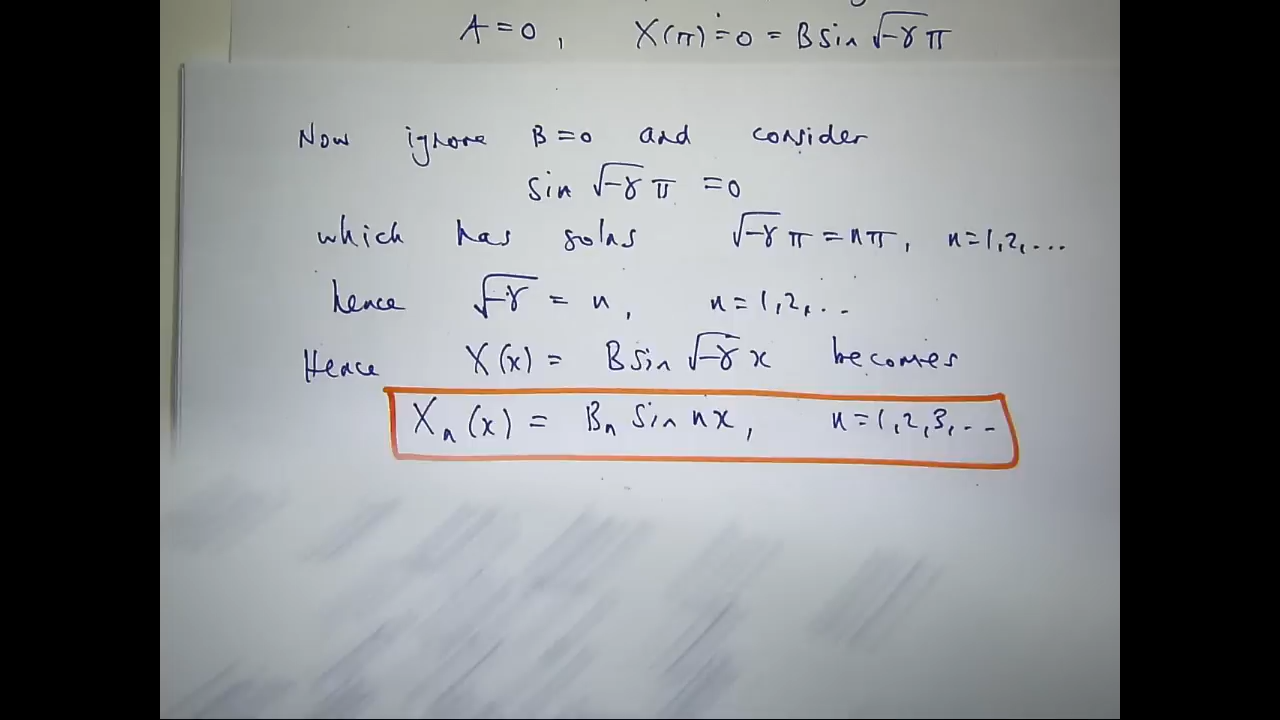 A=0, X(π)=0=B sin √-γ π
Now ignore B=0 and consider
sin √-γ π =0
which has solns √-γ π = nπ, n=1,2,...
hence √-γ = n, n=1,2,..
Hence X(x) = B sin √-γ x becomes
Xₙ(x) = Bₙ sin nx, n=1,2,3,..